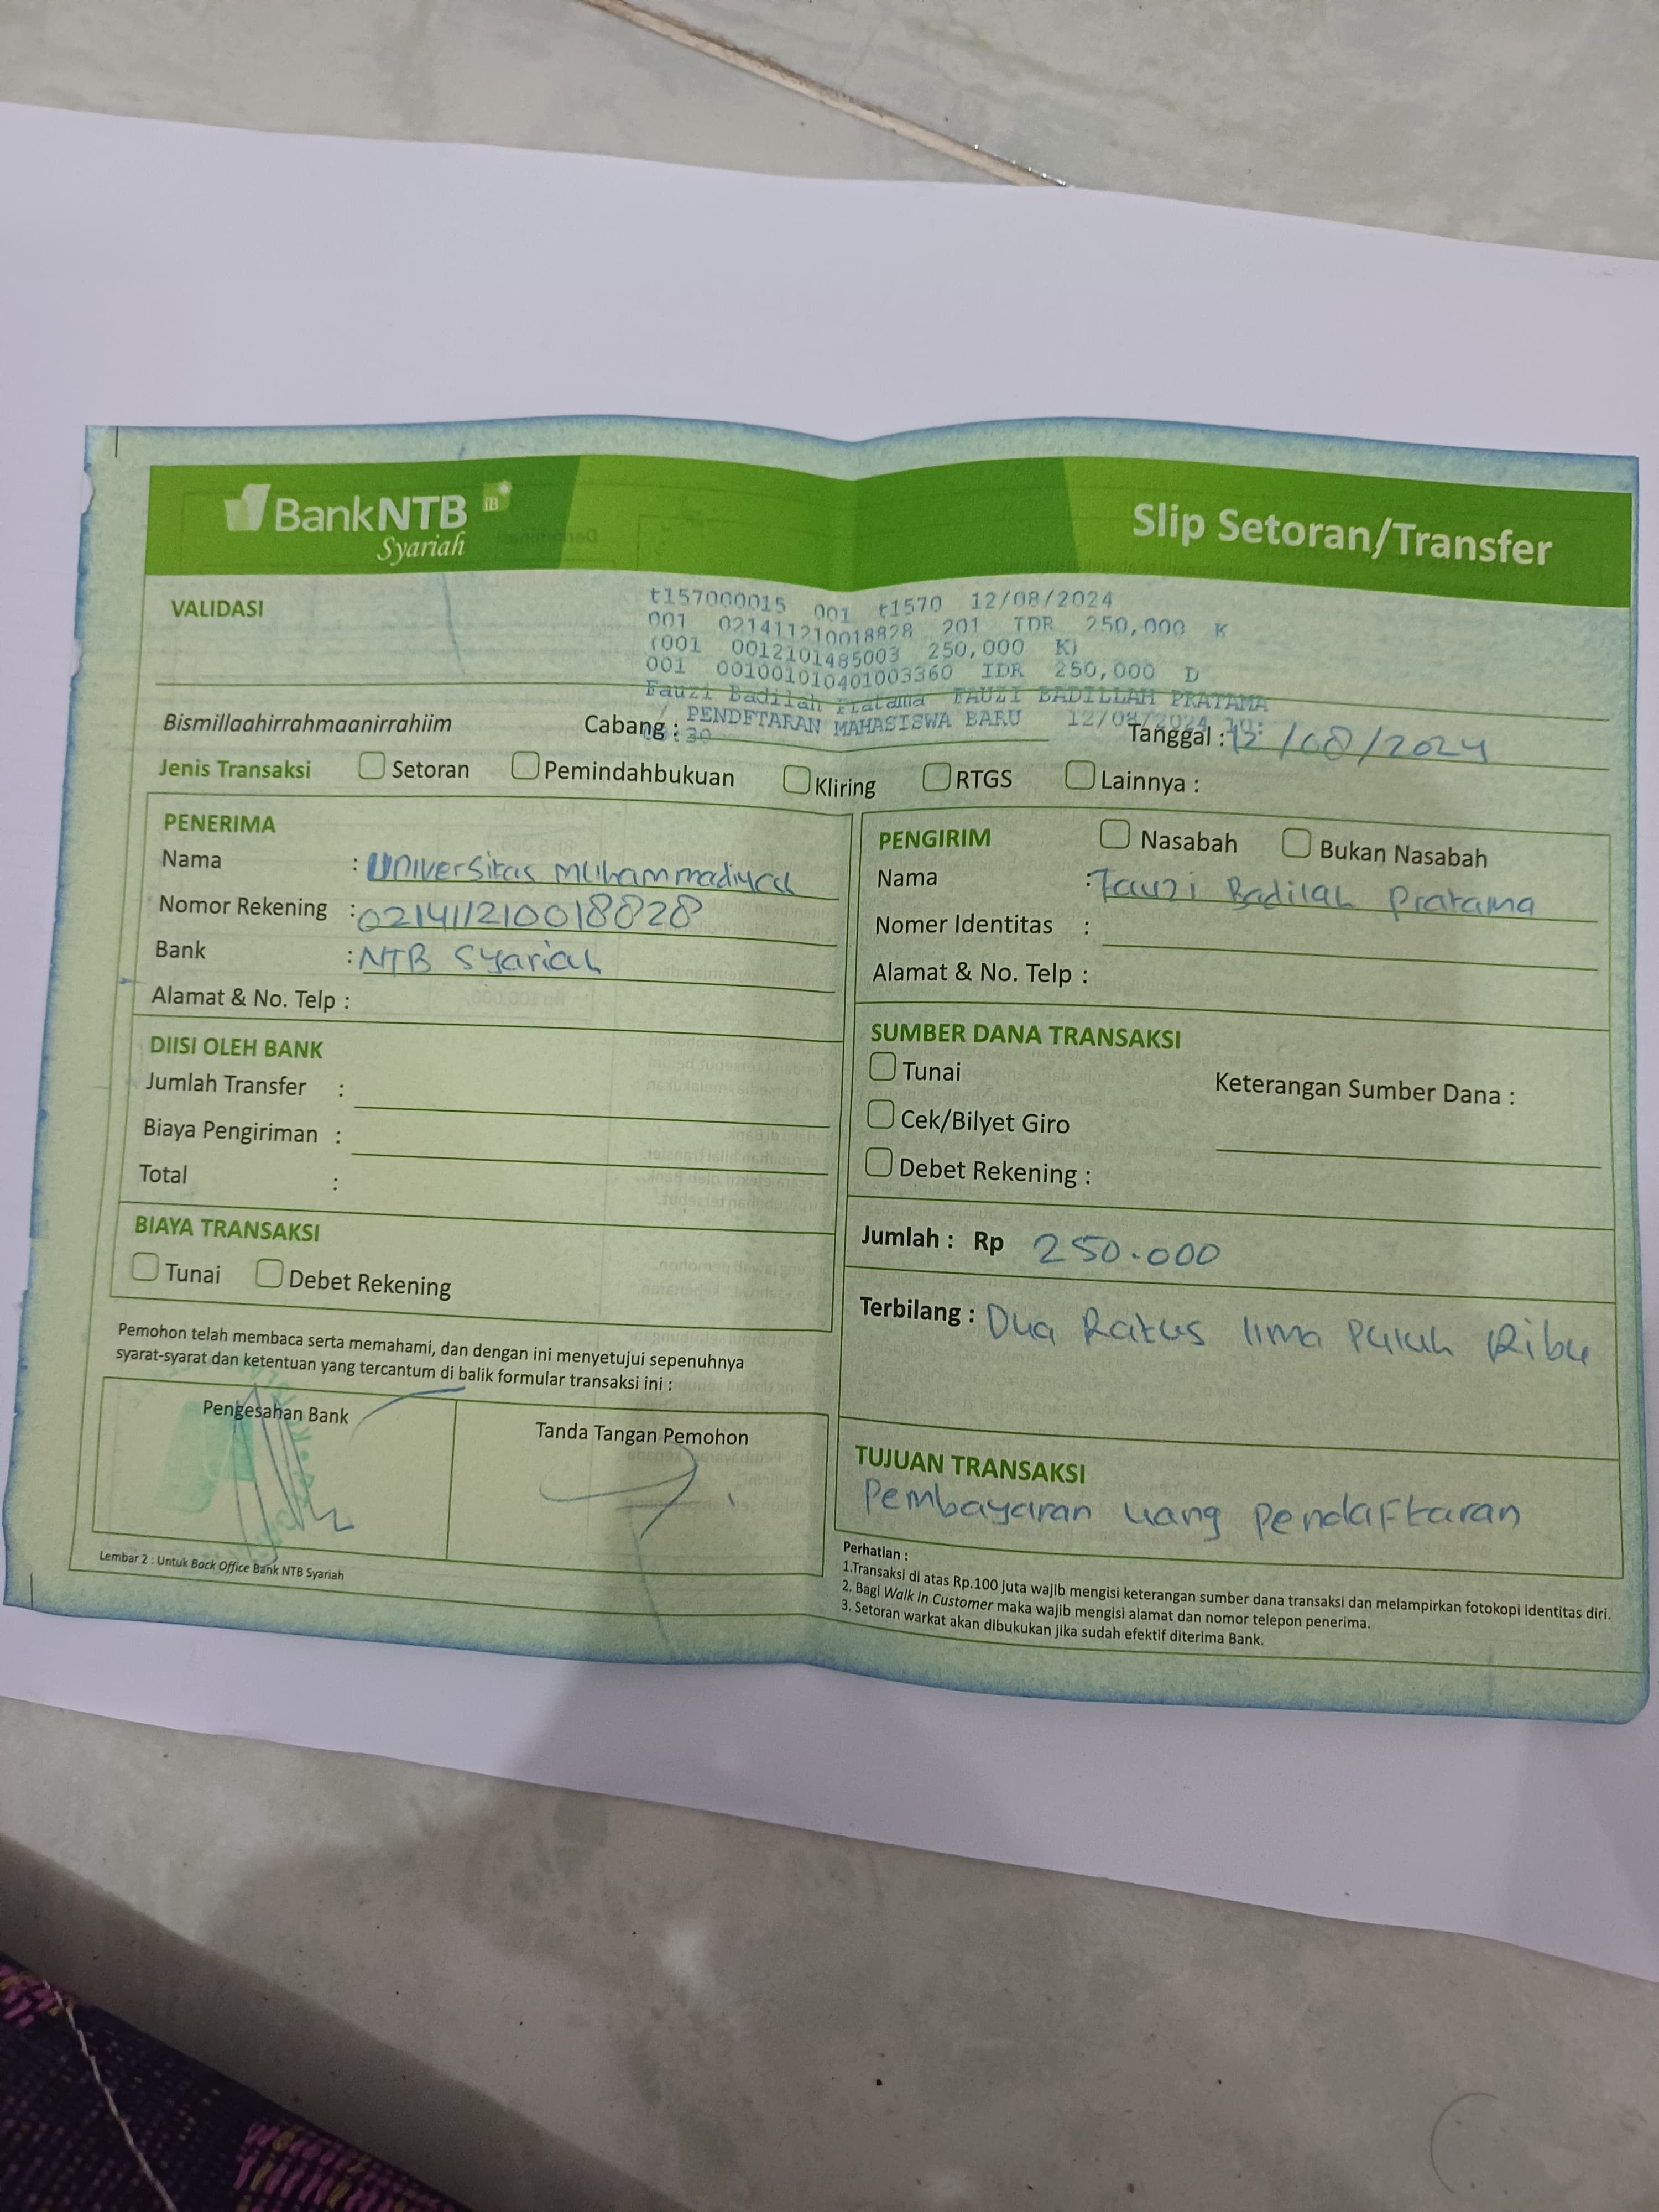 BankNTB iB
Syariah
Slip Setoran/Transfer
VALIDASI
t157000015 001 t1570 12/08/2024
001 021411210018828 201 IDR 250,000 K
(001 0012101485003 250,000 K)
001 001001010401003360 IDR 250,000 D
Fauzi Badilah Pratama FAUZI BADILLAH PRATAMA
/ PENDFTARAN MAHASISWA BARU 12/08/2024
Bismillaahirrahmaanirrahiim Cabang : Tanggal : 12/08/2024
Jenis Transaksi Setoran Pemindahbukuan Kliring RTGS Lainnya :
PENERIMA
Nama : Universitas Muhammadiyah
Nomor Rekening : 021411210018828
Bank : NTB Syariah
Alamat & No. Telp :
PENGIRIM Nasabah Bukan Nasabah
Nama : Fauzi Badilah Pratama
Nomer Identitas :
Alamat & No. Telp :
DIISI OLEH BANK
Jumlah Transfer :
Biaya Pengiriman :
Total :
SUMBER DANA TRANSAKSI
Tunai Keterangan Sumber Dana :
Cek/Bilyet Giro
Debet Rekening :
BIAYA TRANSAKSI
Tunai Debet Rekening
Jumlah : Rp 250.000
Terbilang : Dua Ratus lima Puluh Ribu
Pemohon telah membaca serta memahami, dan dengan ini menyetujui sepenuhnya
syarat-syarat dan ketentuan yang tercantum di balik formular transaksi ini :
Pengesahan Bank Tanda Tangan Pemohon
TUJUAN TRANSAKSI
Pembayaran uang Pendaftaran
Lembar 2 : Untuk Back Office Bank NTB Syariah
Perhatian :
1.Transaksi di atas Rp.100 juta wajib mengisi keterangan sumber dana transaksi dan melampirkan fotokopi identitas diri.
2. Bagi Walk in Customer maka wajib mengisi alamat dan nomor telepon penerima.
3. Setoran warkat akan dibukukan jika sudah efektif diterima Bank.